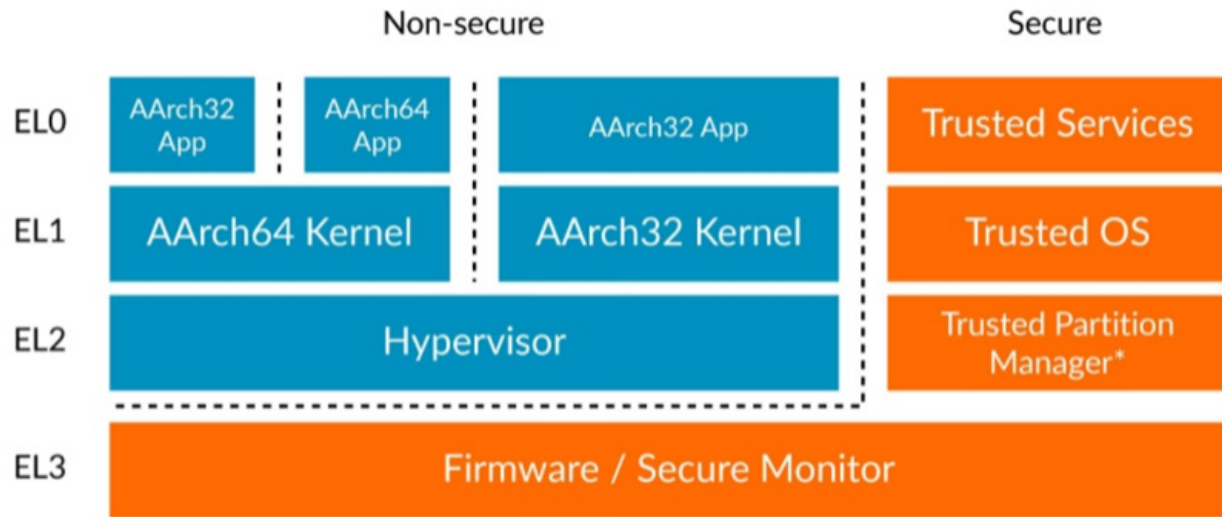 Non-secure
Secure
EL0
AArch32
App
AArch64
App
AArch32 App
Trusted Services
EL1
AArch64 Kernel
AArch32 Kernel
Trusted OS
EL2
Hypervisor
Trusted Partition
Manager*
EL3
Firmware / Secure Monitor